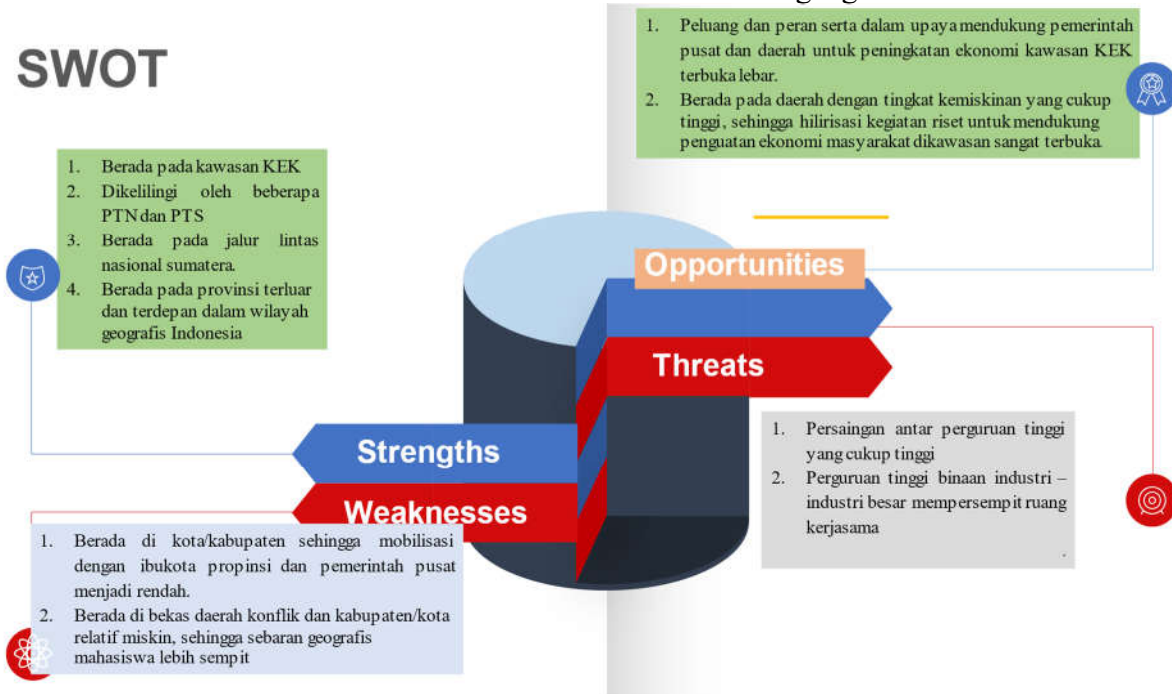 SWOT
1. Peluang dan peran serta dalam upaya mendukung pemerintah
pusat dan daerah untuk peningkatan ekonomi kawasan KEK
terbuka lebar.
2. Berada pada daerah dengan tingkat kemiskinan yang cukup
tinggi, sehingga hilirisasi kegiatan riset untuk mendukung
penguatan ekonomi masyarakat dikawasan sangat terbuka.
1. Berada pada kawasan KEK
2. Dikelilingi oleh beberapa
PTN dan PTS
3. Berada pada jalur lintas
nasional sumatera.
4. Berada pada provinsi terluar
dan terdepan dalam wilayah
geografis Indonesia
Opportunities
Threats
Strengths
Weaknesses
1. Persaingan antar perguruan tinggi
yang cukup tinggi
2. Perguruan tinggi binaan industri –
industri besar mempersempit ruang
kerjasama
.
1. Berada di kota/kabupaten sehingga mobilisasi
dengan ibukota propinsi dan pemerintah pusat
menjadi rendah.
2. Berada di bekas daerah konflik dan kabupaten/kota
relatif miskin, sehingga sebaran geografis
mahasiswa lebih sempit